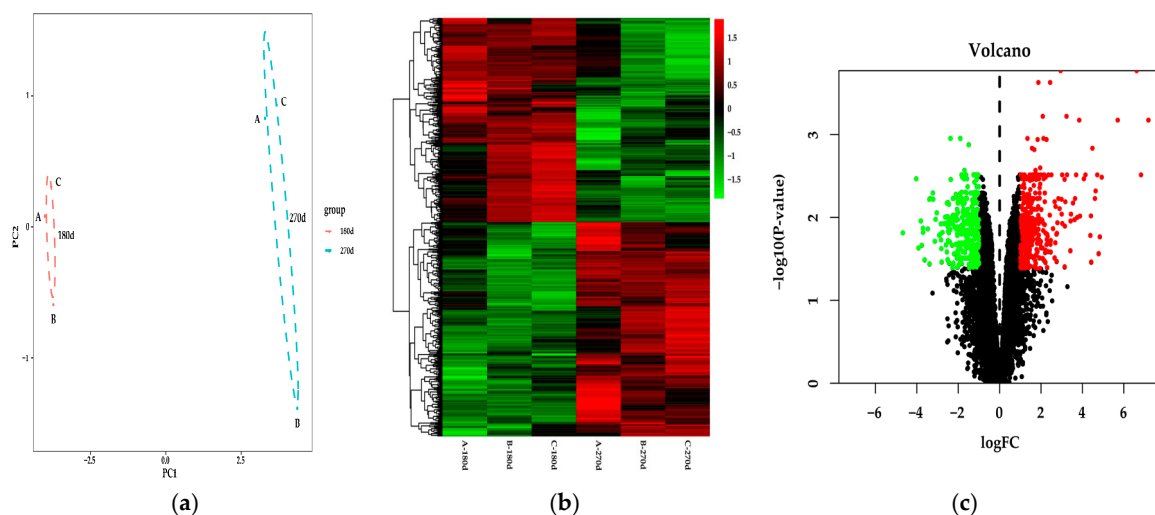 1
0
-1
PC2
C
A
180d
B
C
A
270d
B
group
180d
270d
-2.5
0.0
2.5
PC1
(a)
1.5
1
0.5
0
-0.5
-1
-1.5
A-180d
B-180d
C-180d
A-270d
B-270d
C-270d
(b)
Volcano
−log10(P-value)
3
2
1
0
−6
−4
−2
0
2
4
6
logFC
(c)